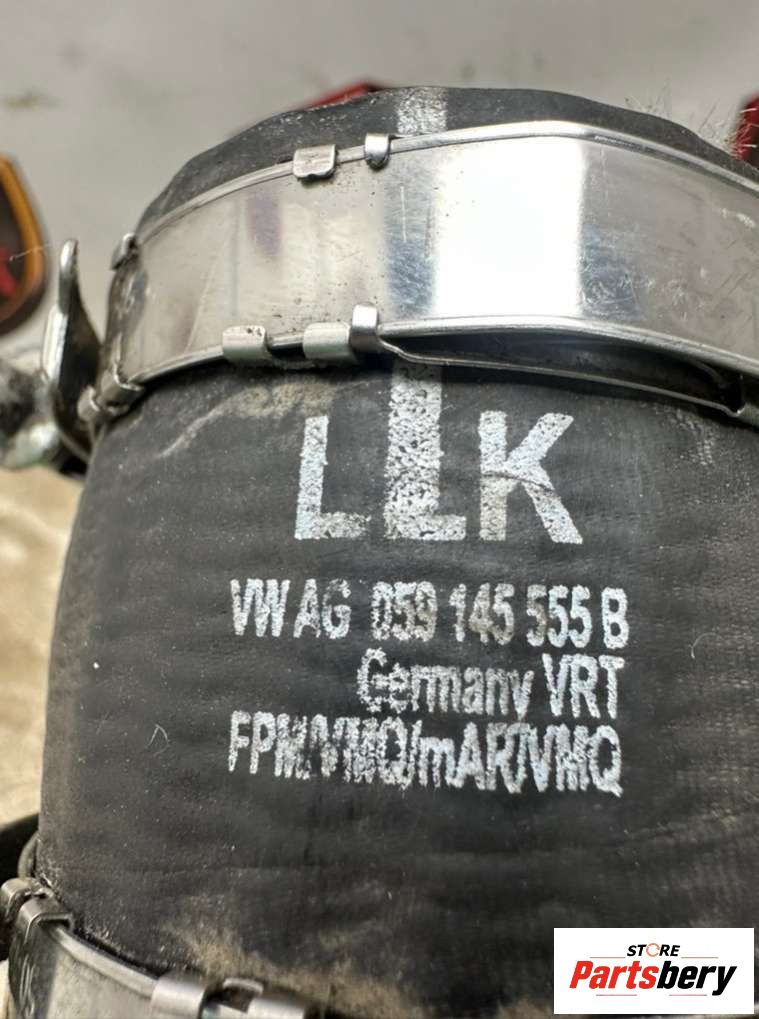 LLK
VW AG 059 145 555 B
Germany VRT
FPM/VMQ/mAR/VMQ
STORE
Partsbery